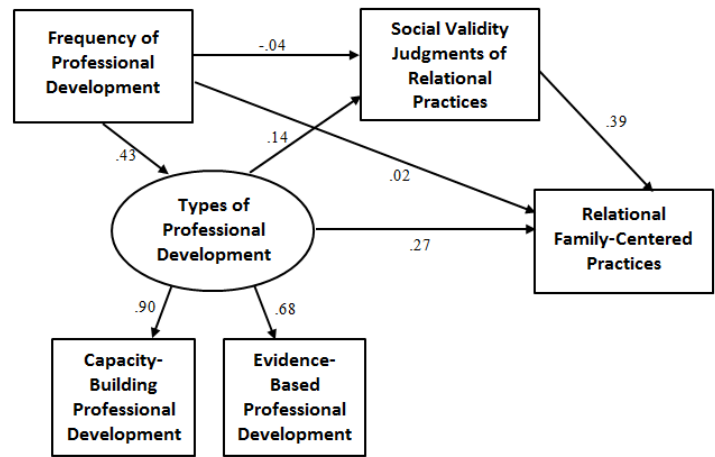 Frequency of
Professional
Development
-.04
Social Validity
Judgments of
Relational
Practices
.43
.14
.39
.02
Types of
Professional
Development
.27
Relational
Family-Centered
Practices
.90
.68
Capacity-
Building
Professional
Development
Evidence-
Based
Professional
Development